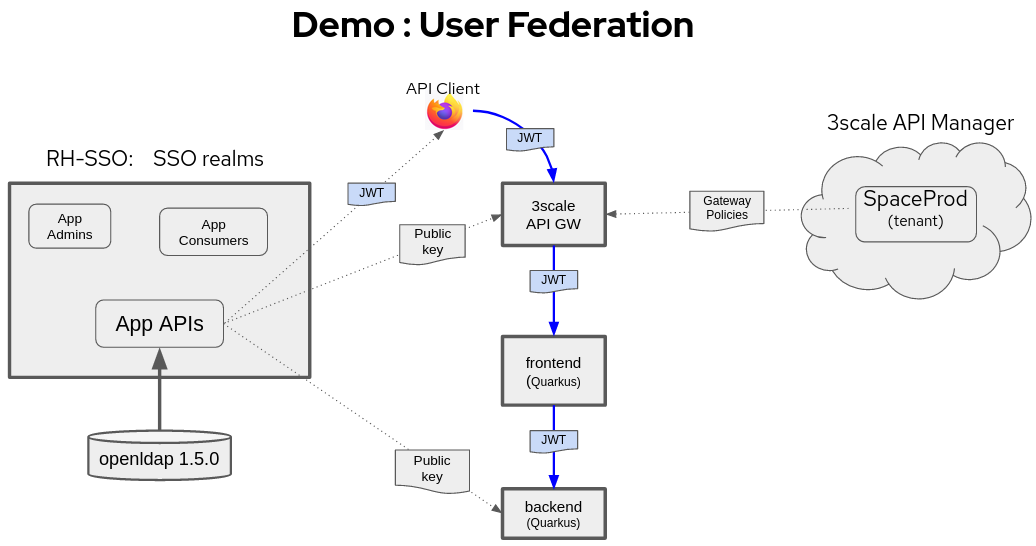 Demo : User Federation
API Client
JWT
3scale API Manager
RH-SSO: SSO realms
JWT
SpaceProd
(tenant)
Gateway
Policies
3scale
API GW
App
Admins
App
Consumers
Public
key
JWT
App APIs
frontend
(Quarkus)
JWT
openldap 1.5.0
Public
key
backend
(Quarkus)